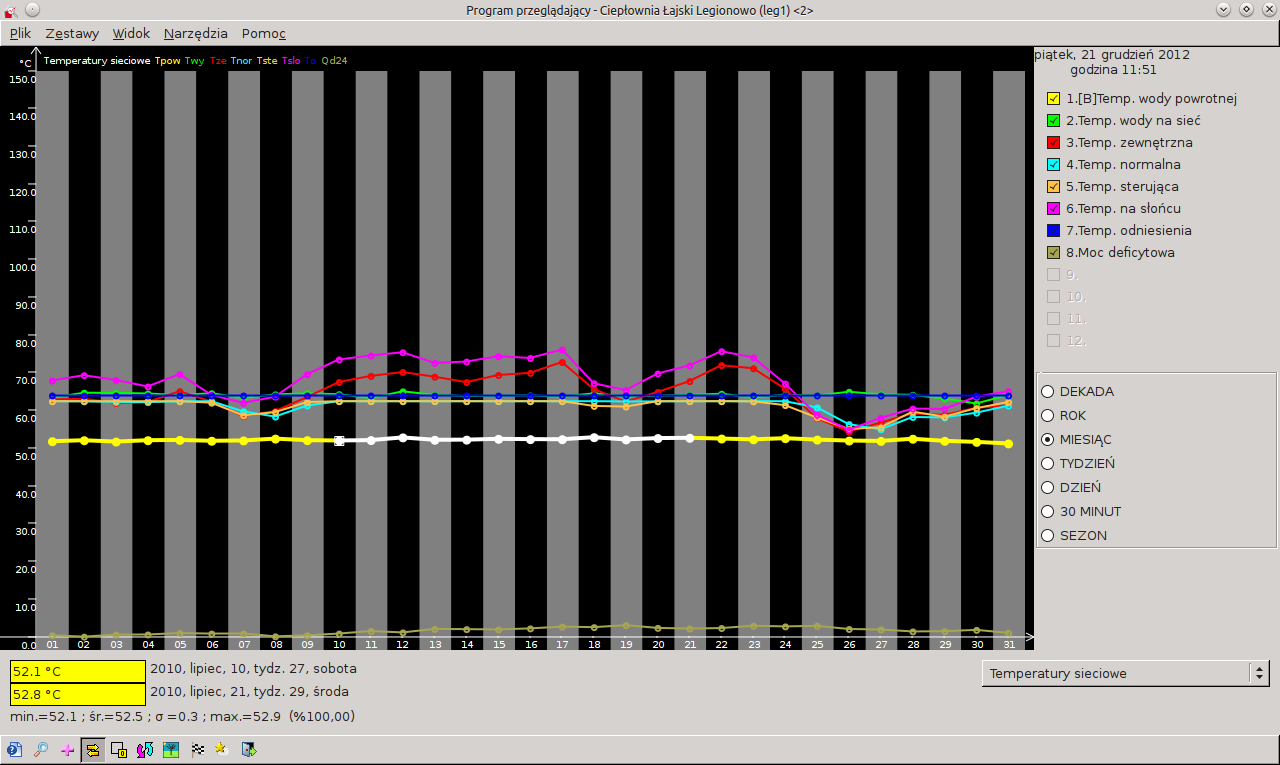 Program przeglądający - Ciepłownia Łajski Legionowo (leg1) <2>
Plik Zestawy Widok Narzędzia Pomoc
°C Temperatury sieciowe Tpow Twy Tze Tnor Tste Tslo To Qd24
150.0
140.0
130.0
120.0
110.0
100.0
90.0
80.0
70.0
60.0
50.0
40.0
30.0
20.0
10.0
0.0
01 02 03 04 05 06 07 08 09 10 11 12 13 14 15 16 17 18 19 20 21 22 23 24 25 26 27 28 29 30 31
piątek, 21 grudzień 2012
godzina 11:51
1.[B]Temp. wody powrotnej
2.Temp. wody na sieć
3.Temp. zewnętrzna
4.Temp. normalna
5.Temp. sterująca
6.Temp. na słońcu
7.Temp. odniesienia
8.Moc deficytowa
9.
10.
11.
12.
DEKADA
ROK
MIESIĄC
TYDZIEŃ
DZIEŃ
30 MINUT
SEZON
52.1 °C 2010, lipiec, 10, tydz. 27, sobota
52.8 °C 2010, lipiec, 21, tydz. 29, środa
min.=52.1 ; śr.=52.5 ; σ =0.3 ; max.=52.9 (%100,00)
Temperatury sieciowe